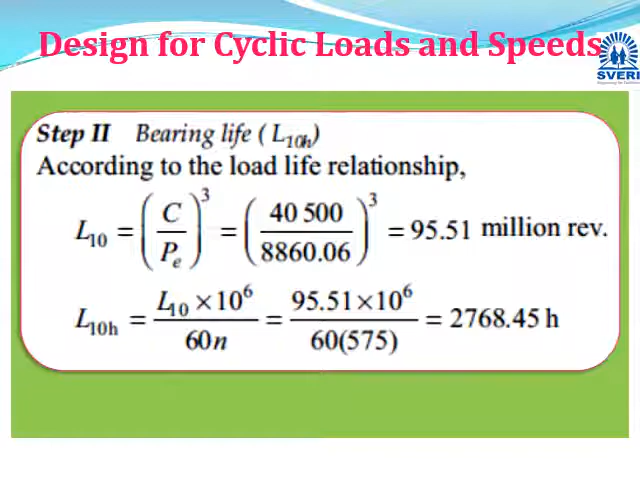 Design for Cyclic Loads and Speeds
SVERI
Step II Bearing life (L10h)
According to the load life relationship,
L10 = (C/Pe)^3 = (40 500/8860.06)^3 = 95.51 million rev.
L10h = L10 × 10^6/60n = 95.51×10^6/60(575) = 2768.45 h